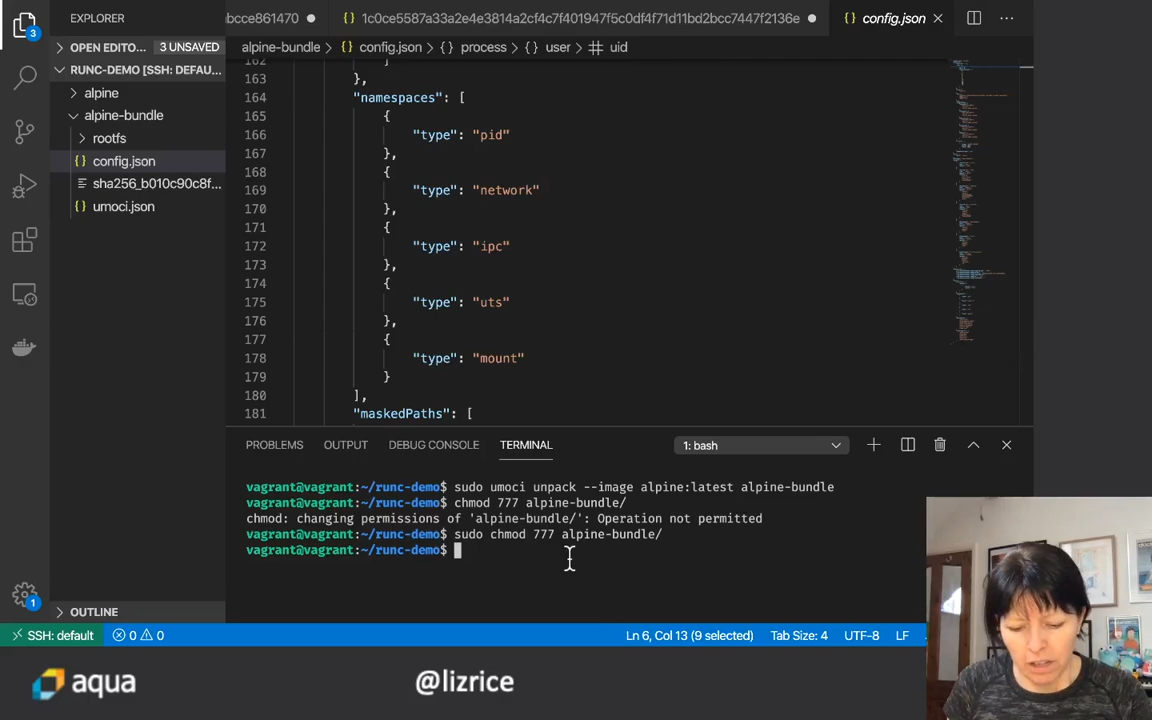 EXPLORER
bcce861470
1c0ce5587a33a2e4e3814a2cf4c7f401947f5c0df4f71d11bd2bcc7447f2136e
config.json
3
OPEN EDITO... 3 UNSAVED
alpine-bundle > {} config.json > {} process > {} user > # uid
RUNC-DEMO [SSH: DEFAU...
alpine
alpine-bundle
rootfs
{} config.json
sha256_b010c90c8f...
{} umoci.json
162 ]
163 },
164 "namespaces": [
165 {
166 "type": "pid"
167 },
168 {
169 "type": "network"
170 },
171 {
172 "type": "ipc"
173 },
174 {
175 "type": "uts"
176 },
177 {
178 "type": "mount"
179 }
180 ],
181 "maskedPaths": [
PROBLEMS OUTPUT DEBUG CONSOLE TERMINAL 1: bash
vagrant@vagrant:~/runc-demo$ sudo umoci unpack --image alpine:latest alpine-bundle
vagrant@vagrant:~/runc-demo$ chmod 777 alpine-bundle/
chmod: changing permissions of 'alpine-bundle/': Operation not permitted
vagrant@vagrant:~/runc-demo$ sudo chmod 777 alpine-bundle/
vagrant@vagrant:~/runc-demo$
1
OUTLINE
SSH: default 0 0 Ln 6, Col 13 (9 selected) Tab Size: 4 UTF-8 LF
aqua @lizrice